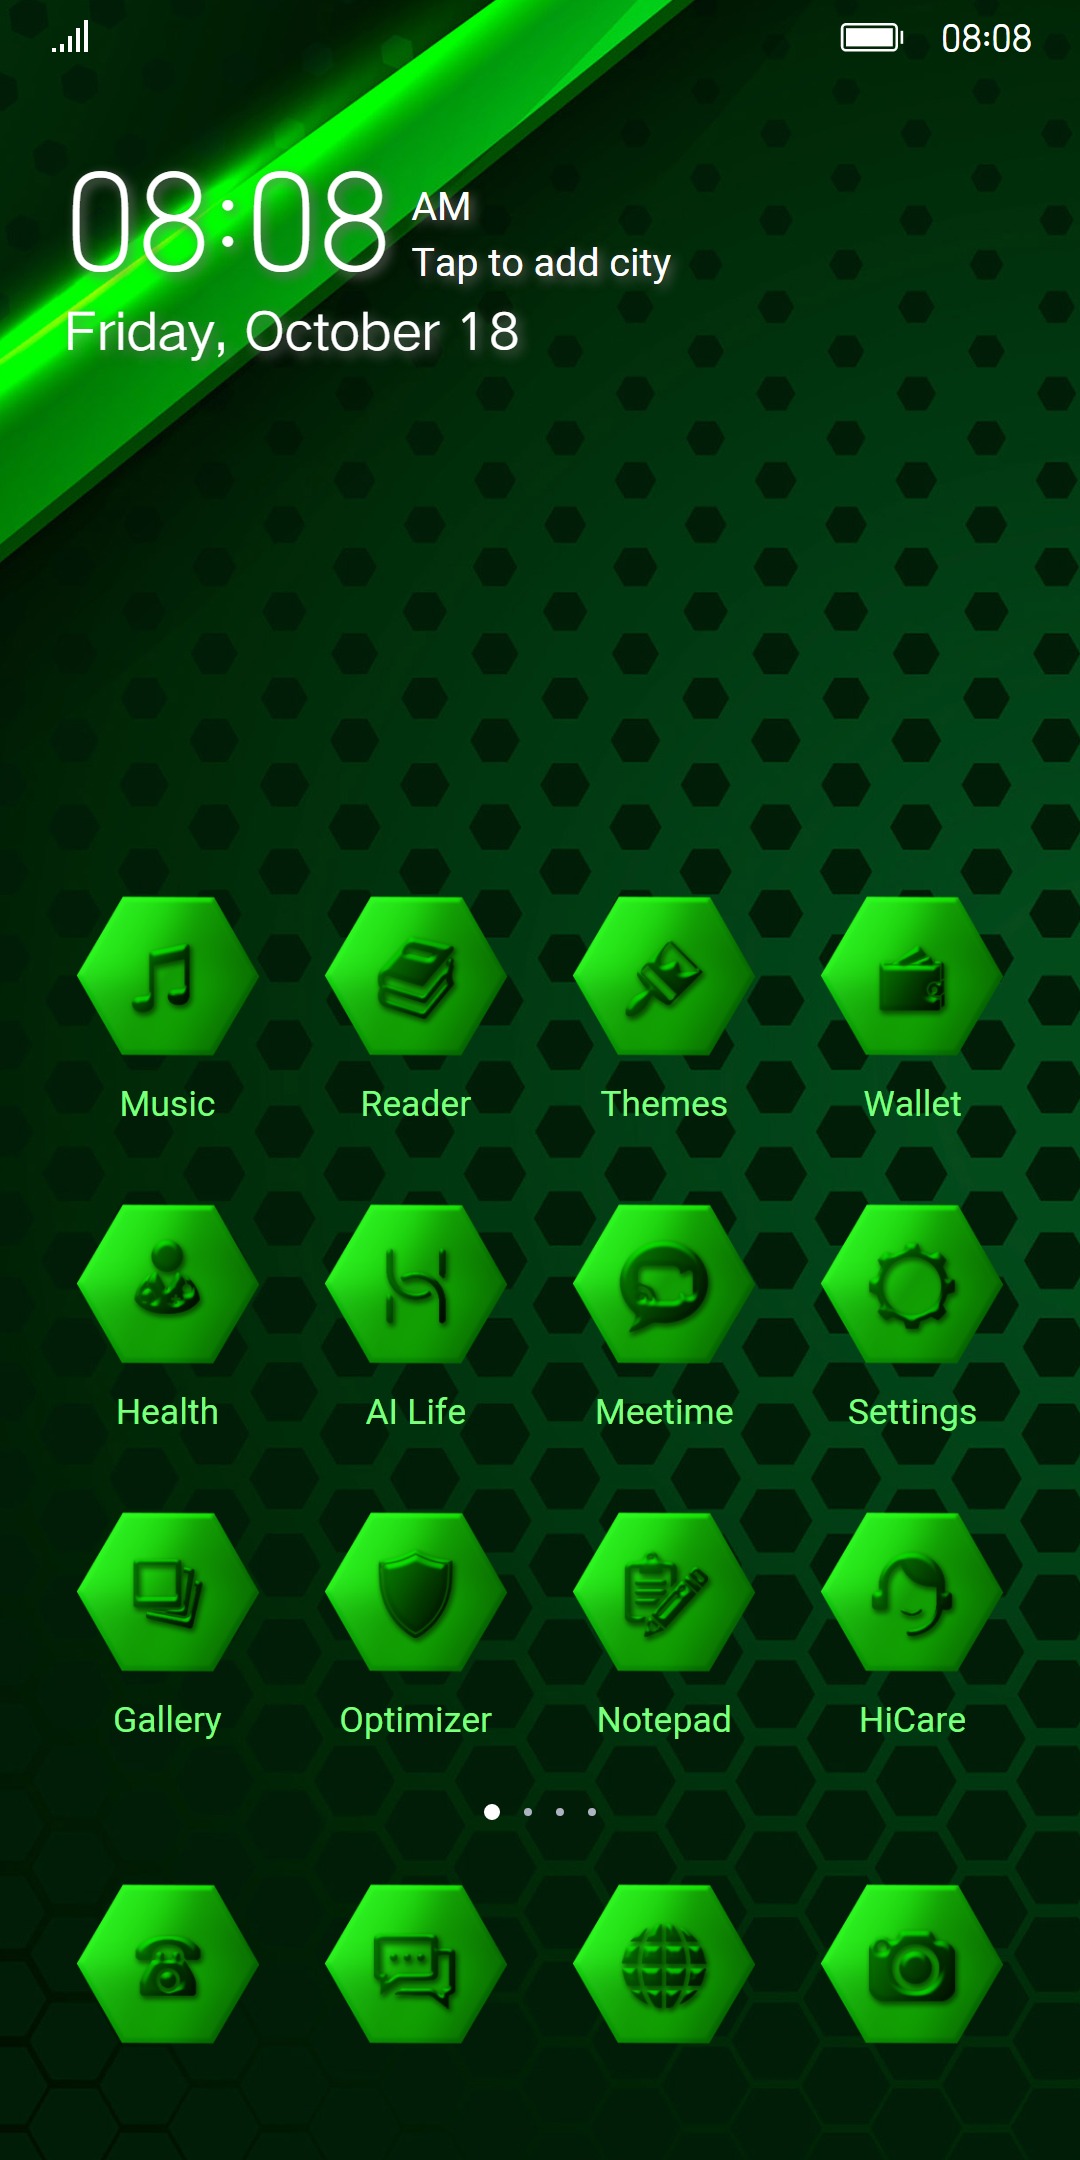 08:08
08:08 AM
Tap to add city
Friday, October 18
Music Reader Themes Wallet
Health AI Life Meetime Settings
Gallery Optimizer Notepad HiCare